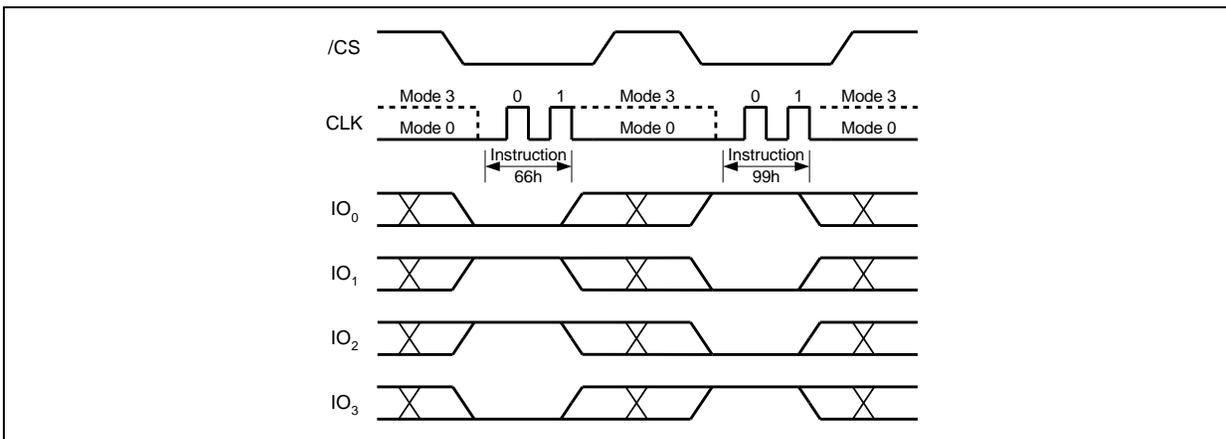 /CS
Mode 3 0 1 Mode 3 0 1 Mode 3
CLK Mode 0 Mode 0 Mode 0
Instruction Instruction
66h 99h
IO0
IO1
IO2
IO3